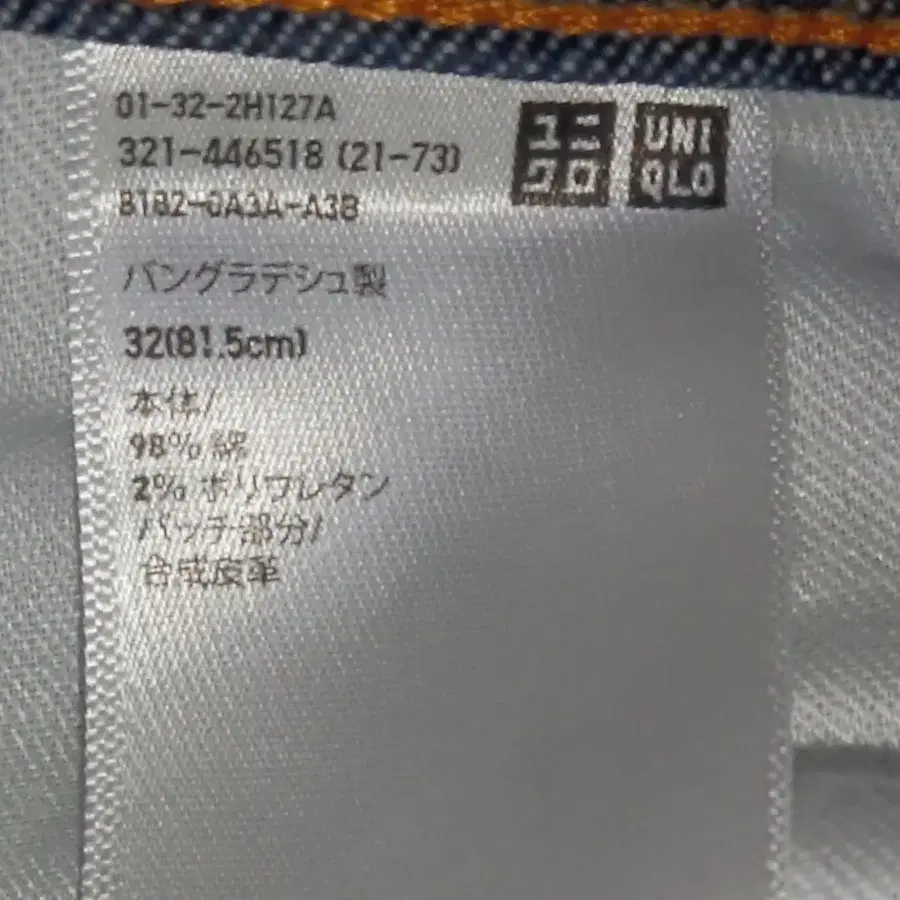 01-32-2H127A
321-446518 (21-73)
8182-0A3A-A3B
ユニ
クロ
UNI
QLO
バングラデシュ製
32(81.5cm)
本体/
98% 綿
2% ポリウレタン
パッチ部分/
合成皮革